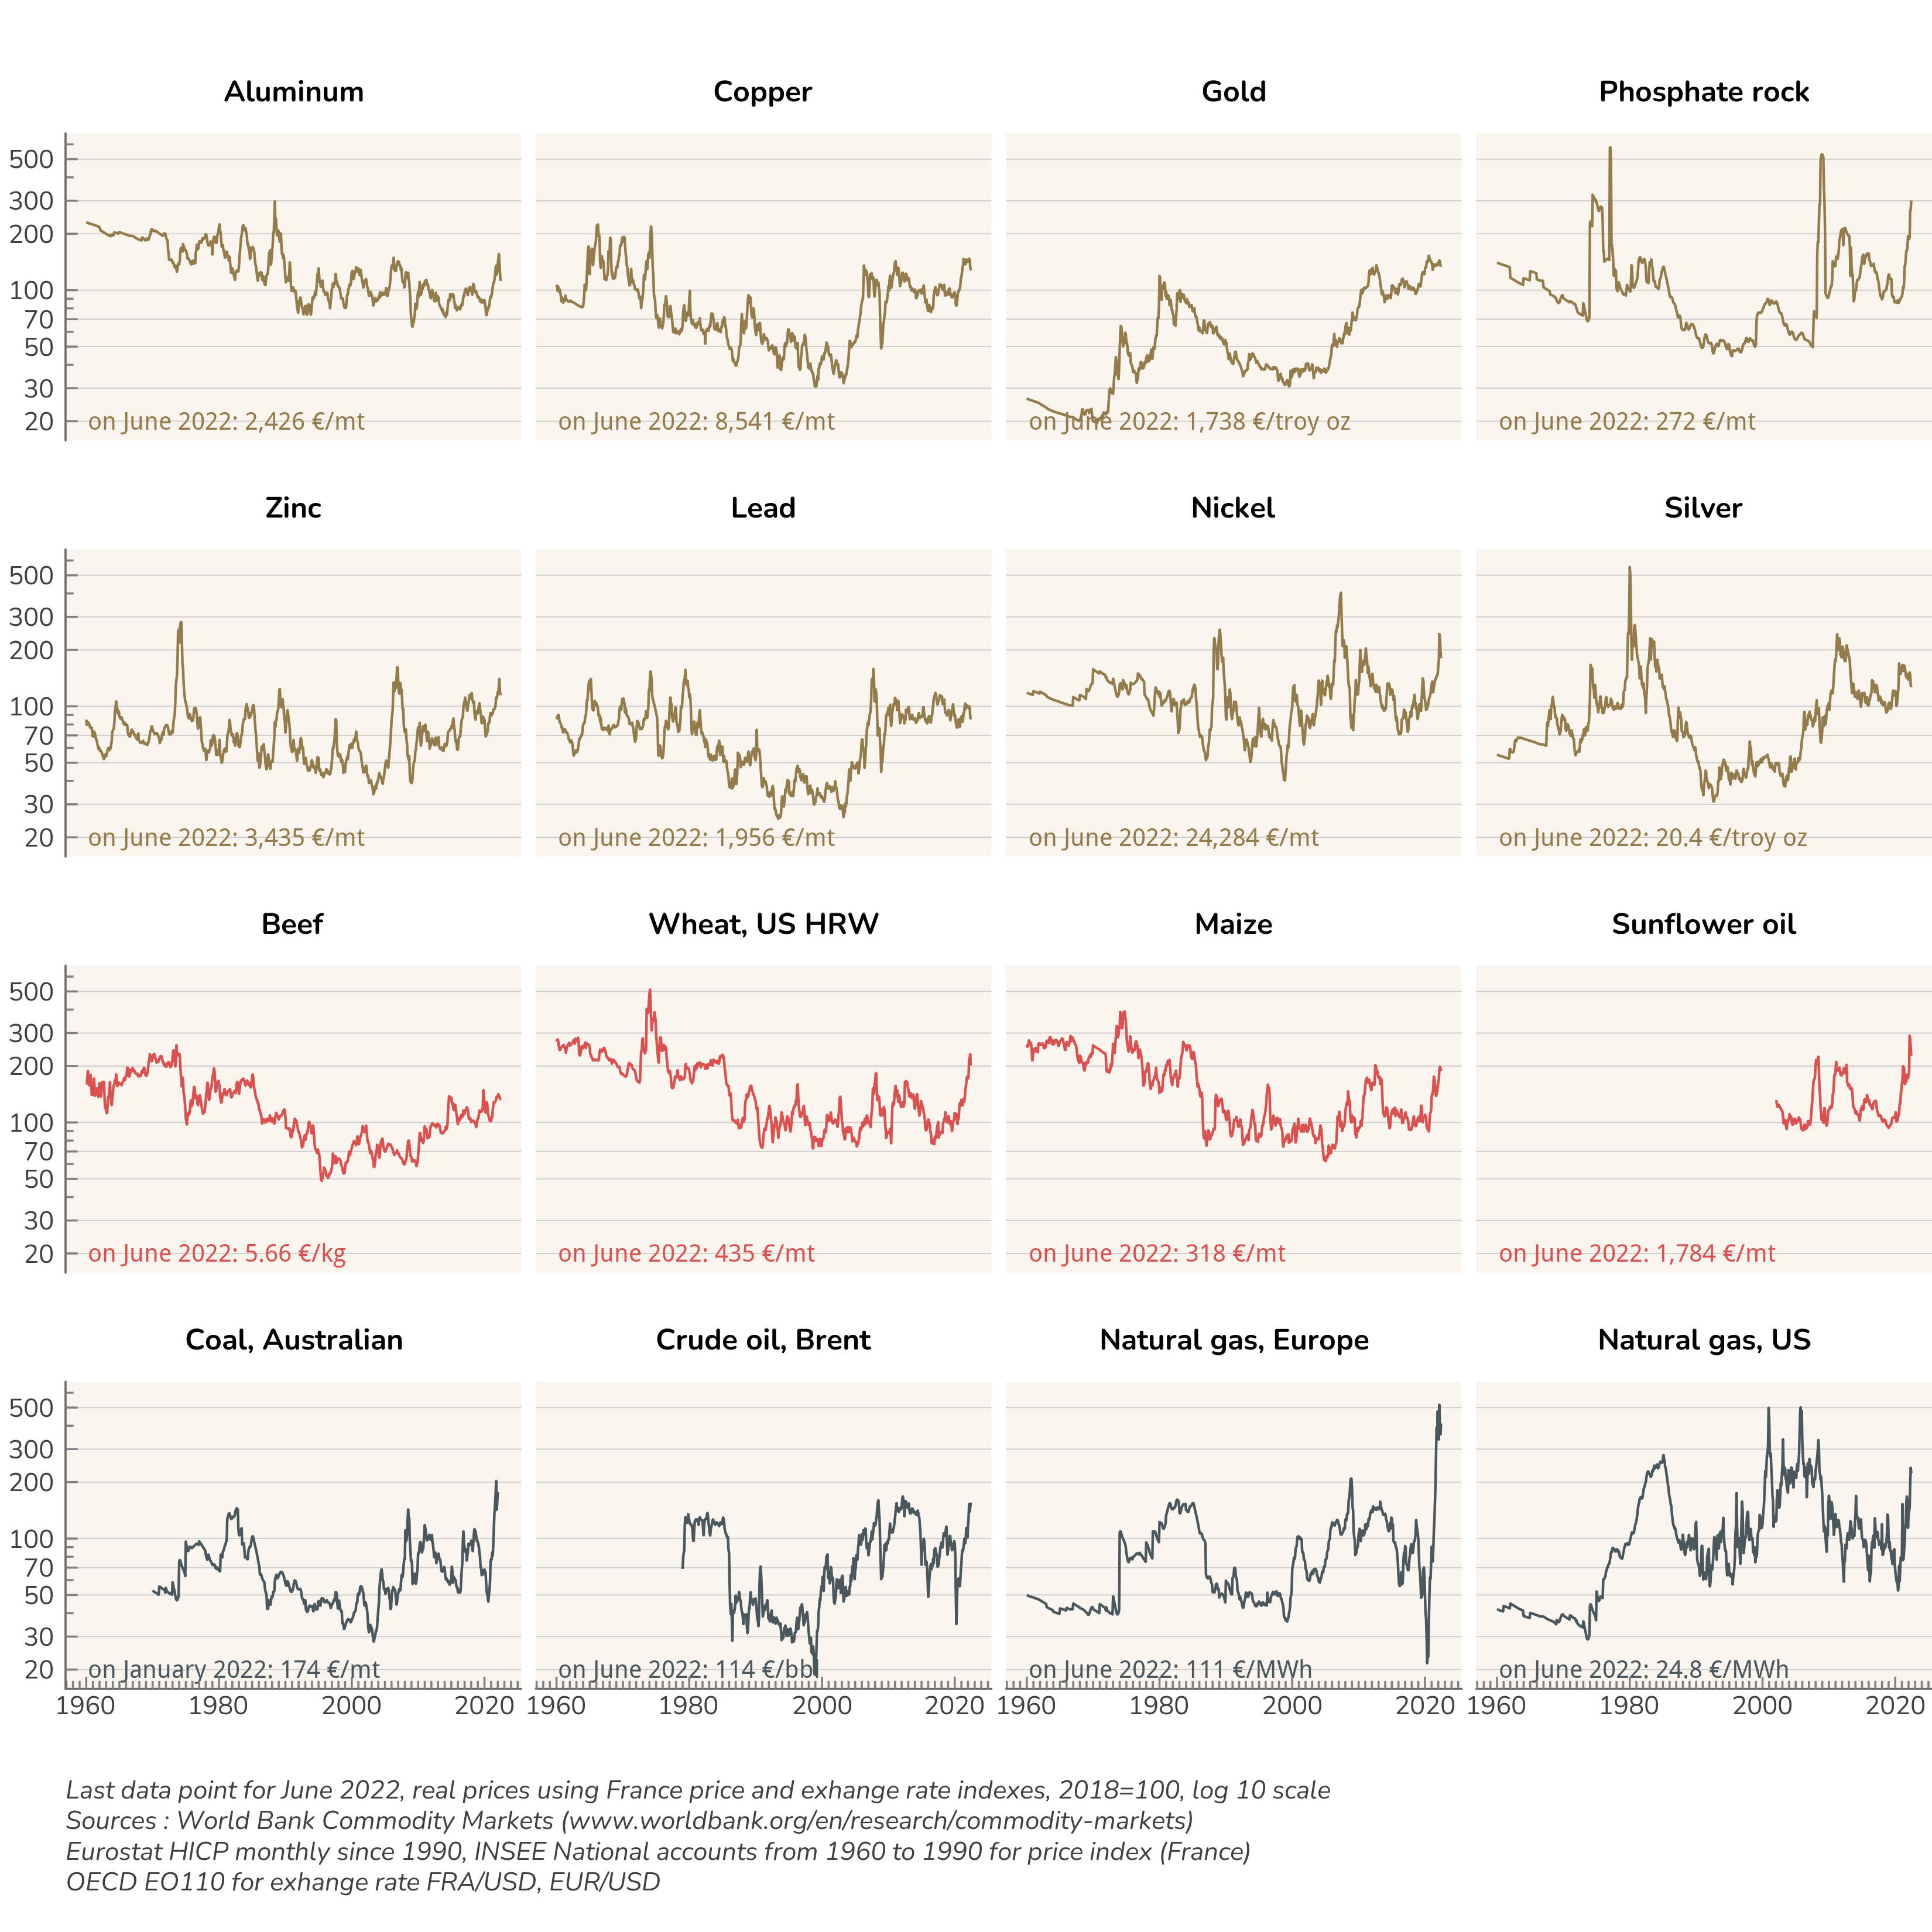 Aluminum Copper Gold Phosphate rock
500
300
200
100
70
50
30
20
on June 2022: 2,426 €/mt on June 2022: 8,541 €/mt on June 2022: 1,738 €/troy oz on June 2022: 272 €/mt
Zinc Lead Nickel Silver
500
300
200
100
70
50
30
20
on June 2022: 3,435 €/mt on June 2022: 1,956 €/mt on June 2022: 24,284 €/mt on June 2022: 20.4 €/troy oz
Beef Wheat, US HRW Maize Sunflower oil
500
300
200
100
70
50
30
20
on June 2022: 5.66 €/kg on June 2022: 435 €/mt on June 2022: 318 €/mt on June 2022: 1,784 €/mt
Coal, Australian Crude oil, Brent Natural gas, Europe Natural gas, US
500
300
200
100
70
50
30
20
on January 2022: 174 €/mt on June 2022: 114 €/bbl on June 2022: 111 €/MWh on June 2022: 24.8 €/MWh
1960 1980 2000 2020 1960 1980 2000 2020 1960 1980 2000 2020 1960 1980 2000 2020
Last data point for June 2022, real prices using France price and exhange rate indexes, 2018=100, log 10 scale
Sources : World Bank Commodity Markets (www.worldbank.org/en/research/commodity-markets)
Eurostat HICP monthly since 1990, INSEE National accounts from 1960 to 1990 for price index (France)
OECD EO110 for exhange rate FRA/USD, EUR/USD